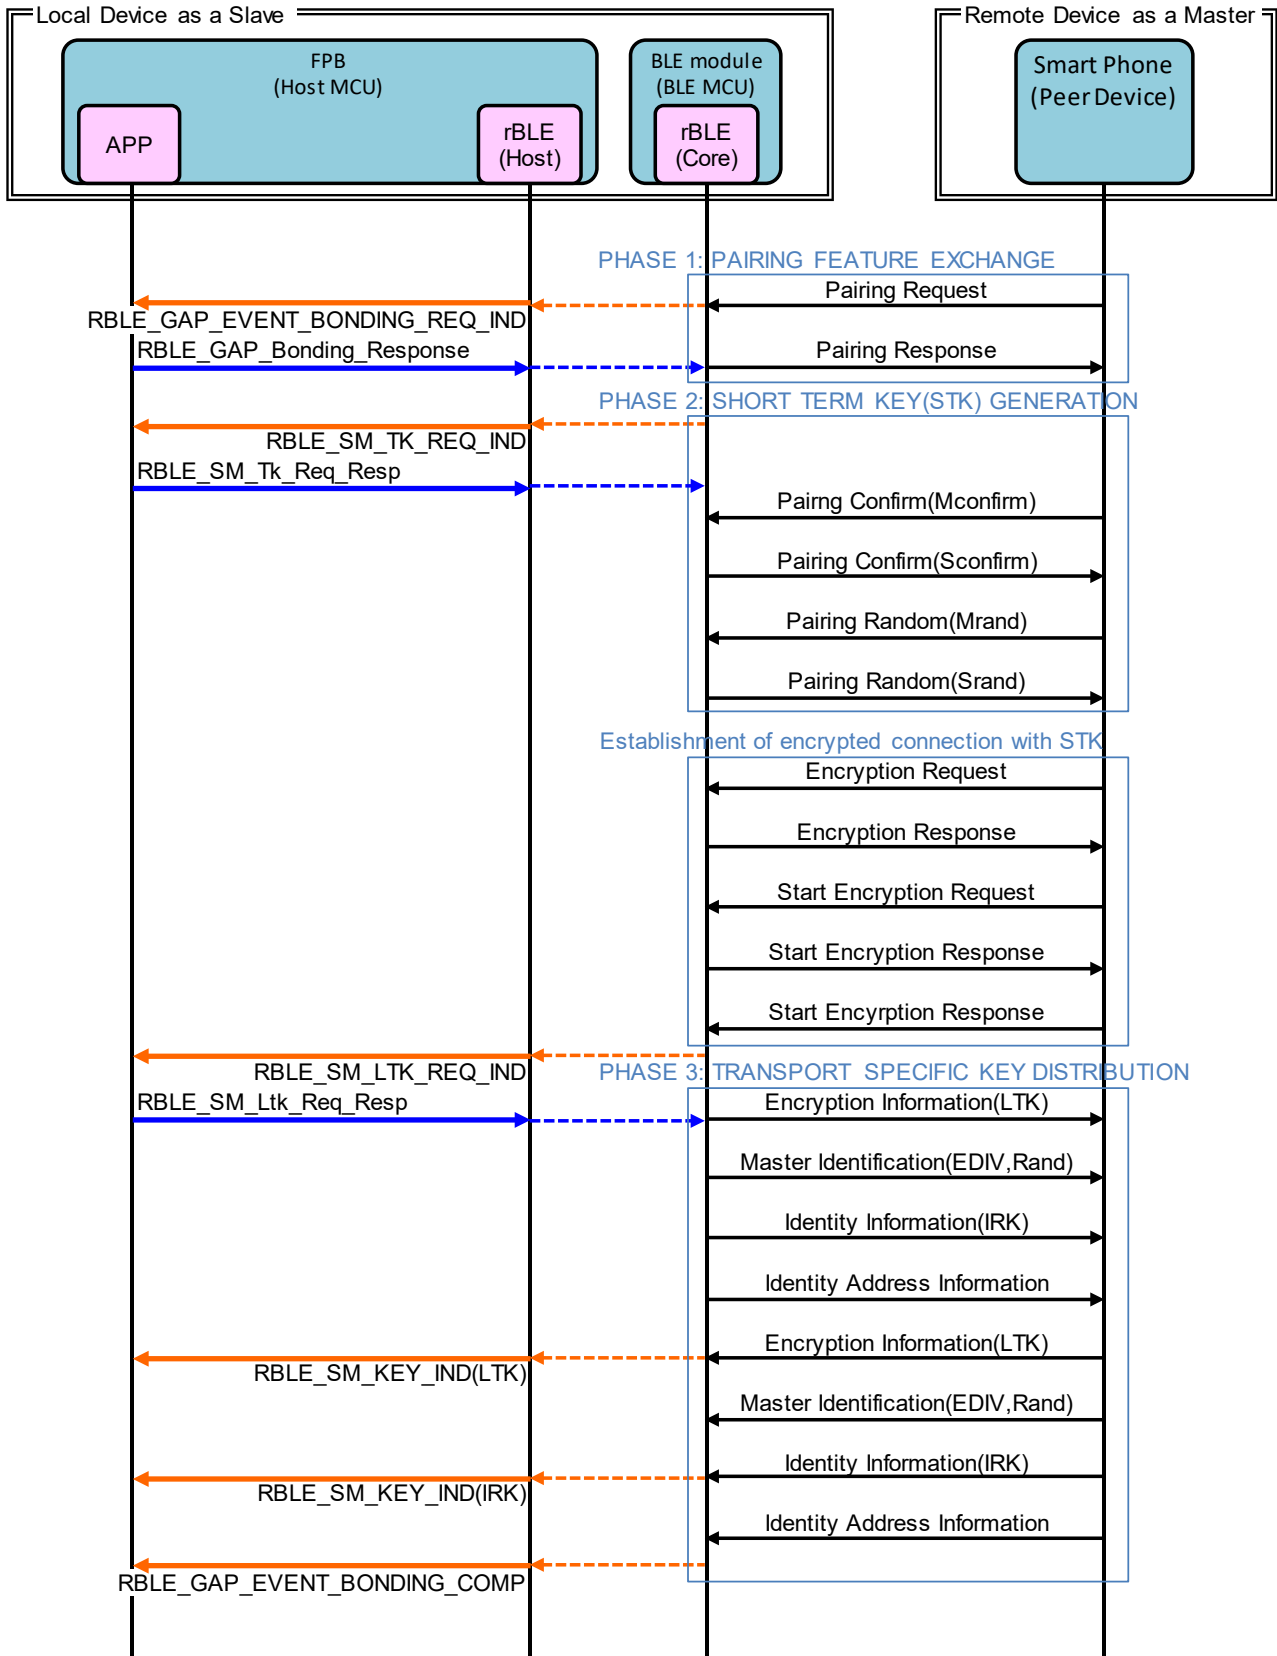 Local Device as a Slave
Remote Device as a Master
FPB
(Host MCU)
BLE module
(BLE MCU)
Smart Phone
(Peer Device)
APP
rBLE
(Host)
rBLE
(Core)
PHASE 1: PAIRING FEATURE EXCHANGE
Pairing Request
RBLE_GAP_EVENT_BONDING_REQ_IND
RBLE_GAP_Bonding_Response
Pairing Response
PHASE 2: SHORT TERM KEY(STK) GENERATION
RBLE_SM_TK_REQ_IND
RBLE_SM_Tk_Req_Resp
Pairng Confirm(Mconfirm)
Pairing Confirm(Sconfirm)
Pairing Random(Mrand)
Pairing Random(Srand)
Establishment of encrypted connection with STK
Encryption Request
Encryption Response
Start Encryption Request
Start Encryption Response
Start Encyrption Response
RBLE_SM_LTK_REQ_IND
PHASE 3: TRANSPORT SPECIFIC KEY DISTRIBUTION
RBLE_SM_Ltk_Req_Resp
Encryption Information(LTK)
Master Identification(EDIV,Rand)
Identity Information(IRK)
Identity Address Information
Encryption Information(LTK)
RBLE_SM_KEY_IND(LTK)
Master Identification(EDIV,Rand)
Identity Information(IRK)
RBLE_SM_KEY_IND(IRK)
Identity Address Information
RBLE_GAP_EVENT_BONDING_COMP